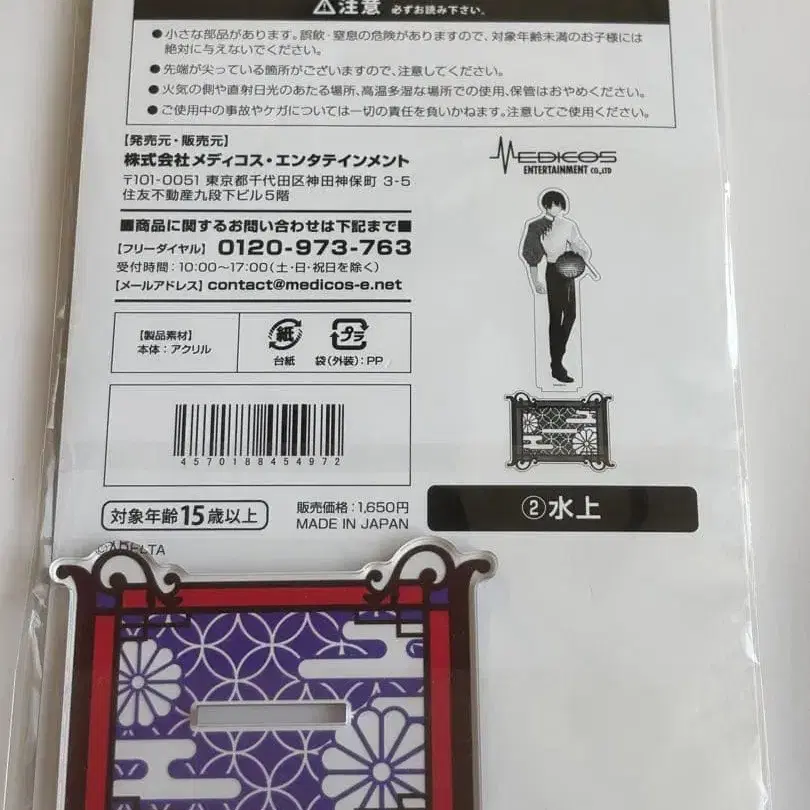 ⚠注意 必ずお読み下さい。
●小さな部品があります。誤飲・窒息の危険がありますので、対象年齢未満のお子様には
絶対に与えないでください。
●先端が尖っている箇所がございますので、注意してください。
●火気の側や直射日光のあたる場所、高温多湿な場所での使用、保管はおやめください。
●ご使用中の事故やケガについては一切の責任を負いかねます。注意してご使用ください。
【発売元・販売元】
株式会社メディコス・エンタテインメント
〒101-0051 東京都千代田区神田神保町 3-5
住友不動産九段下ビル5階
■商品に関するお問い合わせは下記まで■
【フリーダイヤル】 0120-973-763
受付時間:10:00~17:00(土・日・祝日を除く)
【メールアドレス】contact@medicos-e.net
MEDICOS
ENTERTAINMENT CO.,LTD
【製品素材】
本体:アクリル
紙
台紙
プラ
袋(外装):PP
4570188454972
対象年齢15歳以上
販売価格:1,650円
MADE IN JAPAN
②水上
DELTA